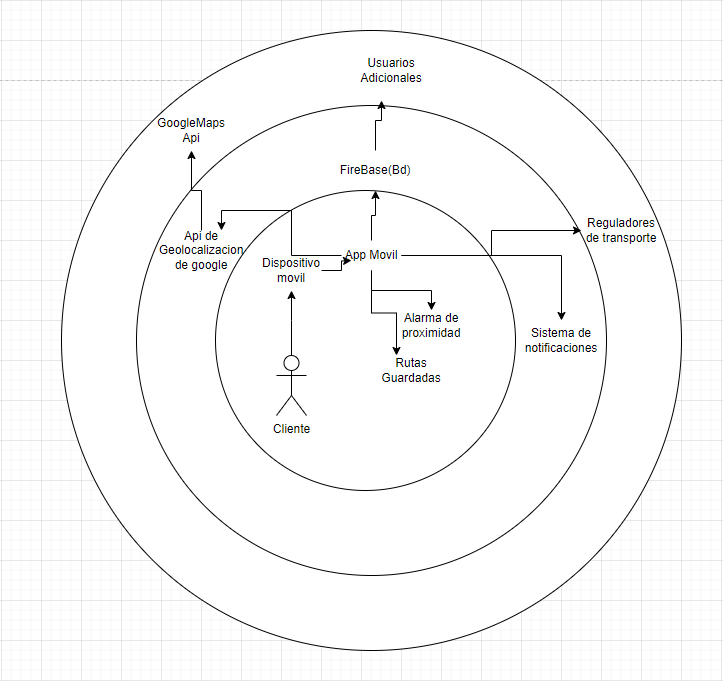 Usuarios
Adicionales
GoogleMaps
Api
FireBase(Bd)
Reguladores
de transporte
Api de
Geolocalizacion
de google
Dispositivo
movil
App Movil
Alarma de
proximidad
Sistema de
notificaciones
Rutas
Guardadas
Cliente